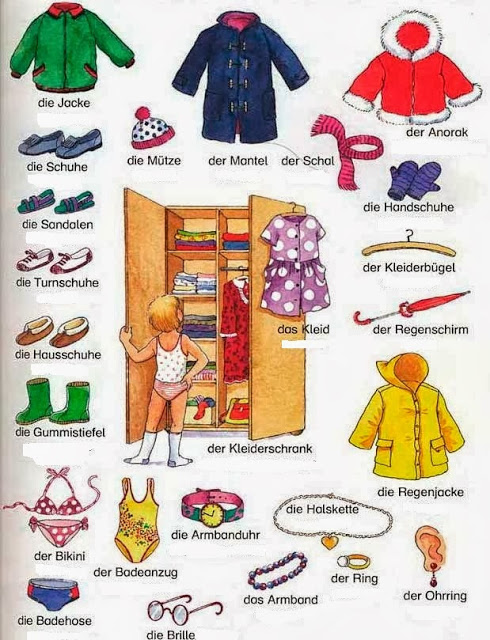 die Jacke
der Anorak
die Schuhe
die Mütze
der Mantel
der Schal
die Handschuhe
die Sandalen
der Kleiderbügel
die Turnschuhe
das Kleid
der Regenschirm
die Hausschuhe
die Gummistiefel
der Kleiderschrank
die Regenjacke
die Halskette
die Armbanduhr
der Bikini
der Badeanzug
der Ring
der Ohrring
das Armband
die Badehose
die Brille